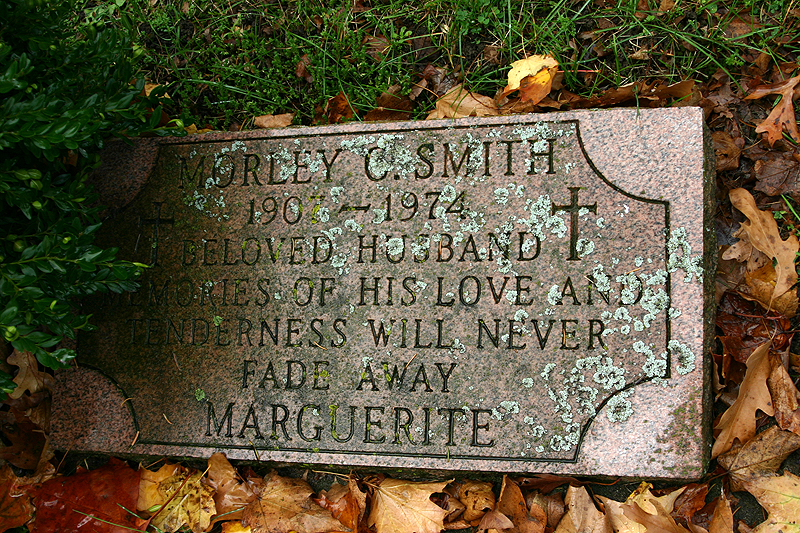 MORLEY C. SMITH
1907 – 1974
BELOVED HUSBAND
MEMORIES OF HIS LOVE AND
TENDERNESS WILL NEVER
FADE AWAY
MARGUERITE